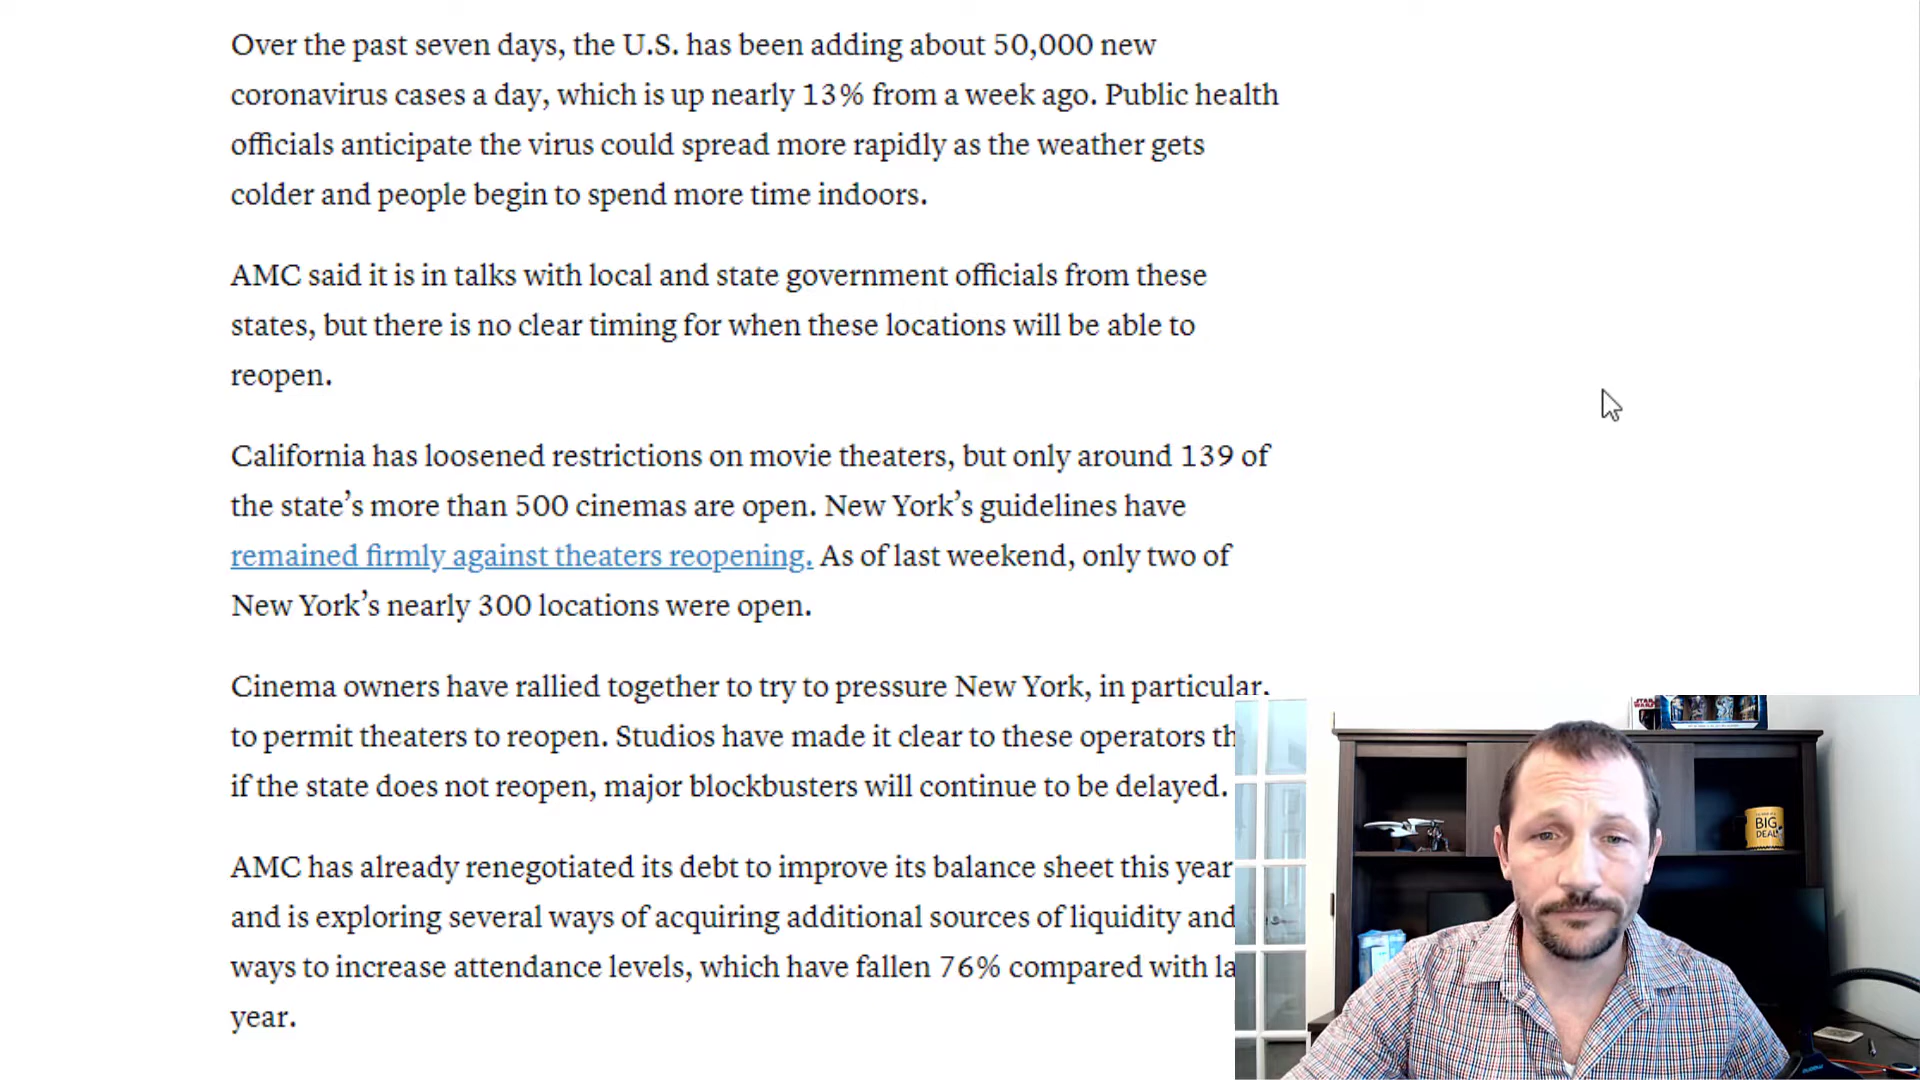 Over the past seven days, the U.S. has been adding about 50,000 new
coronavirus cases a day, which is up nearly 13% from a week ago. Public health
officials anticipate the virus could spread more rapidly as the weather gets
colder and people begin to spend more time indoors.
AMC said it is in talks with local and state government officials from these
states, but there is no clear timing for when these locations will be able to
reopen.
California has loosened restrictions on movie theaters, but only around 139 of
the state’s more than 500 cinemas are open. New York’s guidelines have
remained firmly against theaters reopening. As of last weekend, only two of
New York’s nearly 300 locations were open.
Cinema owners have rallied together to try to pressure New York, in particular,
to permit theaters to reopen. Studios have made it clear to these operators th
if the state does not reopen, major blockbusters will continue to be delayed.
AMC has already renegotiated its debt to improve its balance sheet this year
and is exploring several ways of acquiring additional sources of liquidity and
ways to increase attendance levels, which have fallen 76% compared with la
year.
STAR
WARS
BIG
DEAL